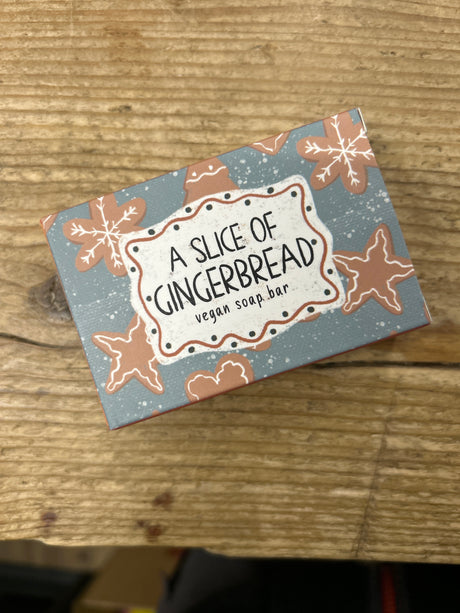 A SLICE OF
GINGERBREAD
vegan soap bar